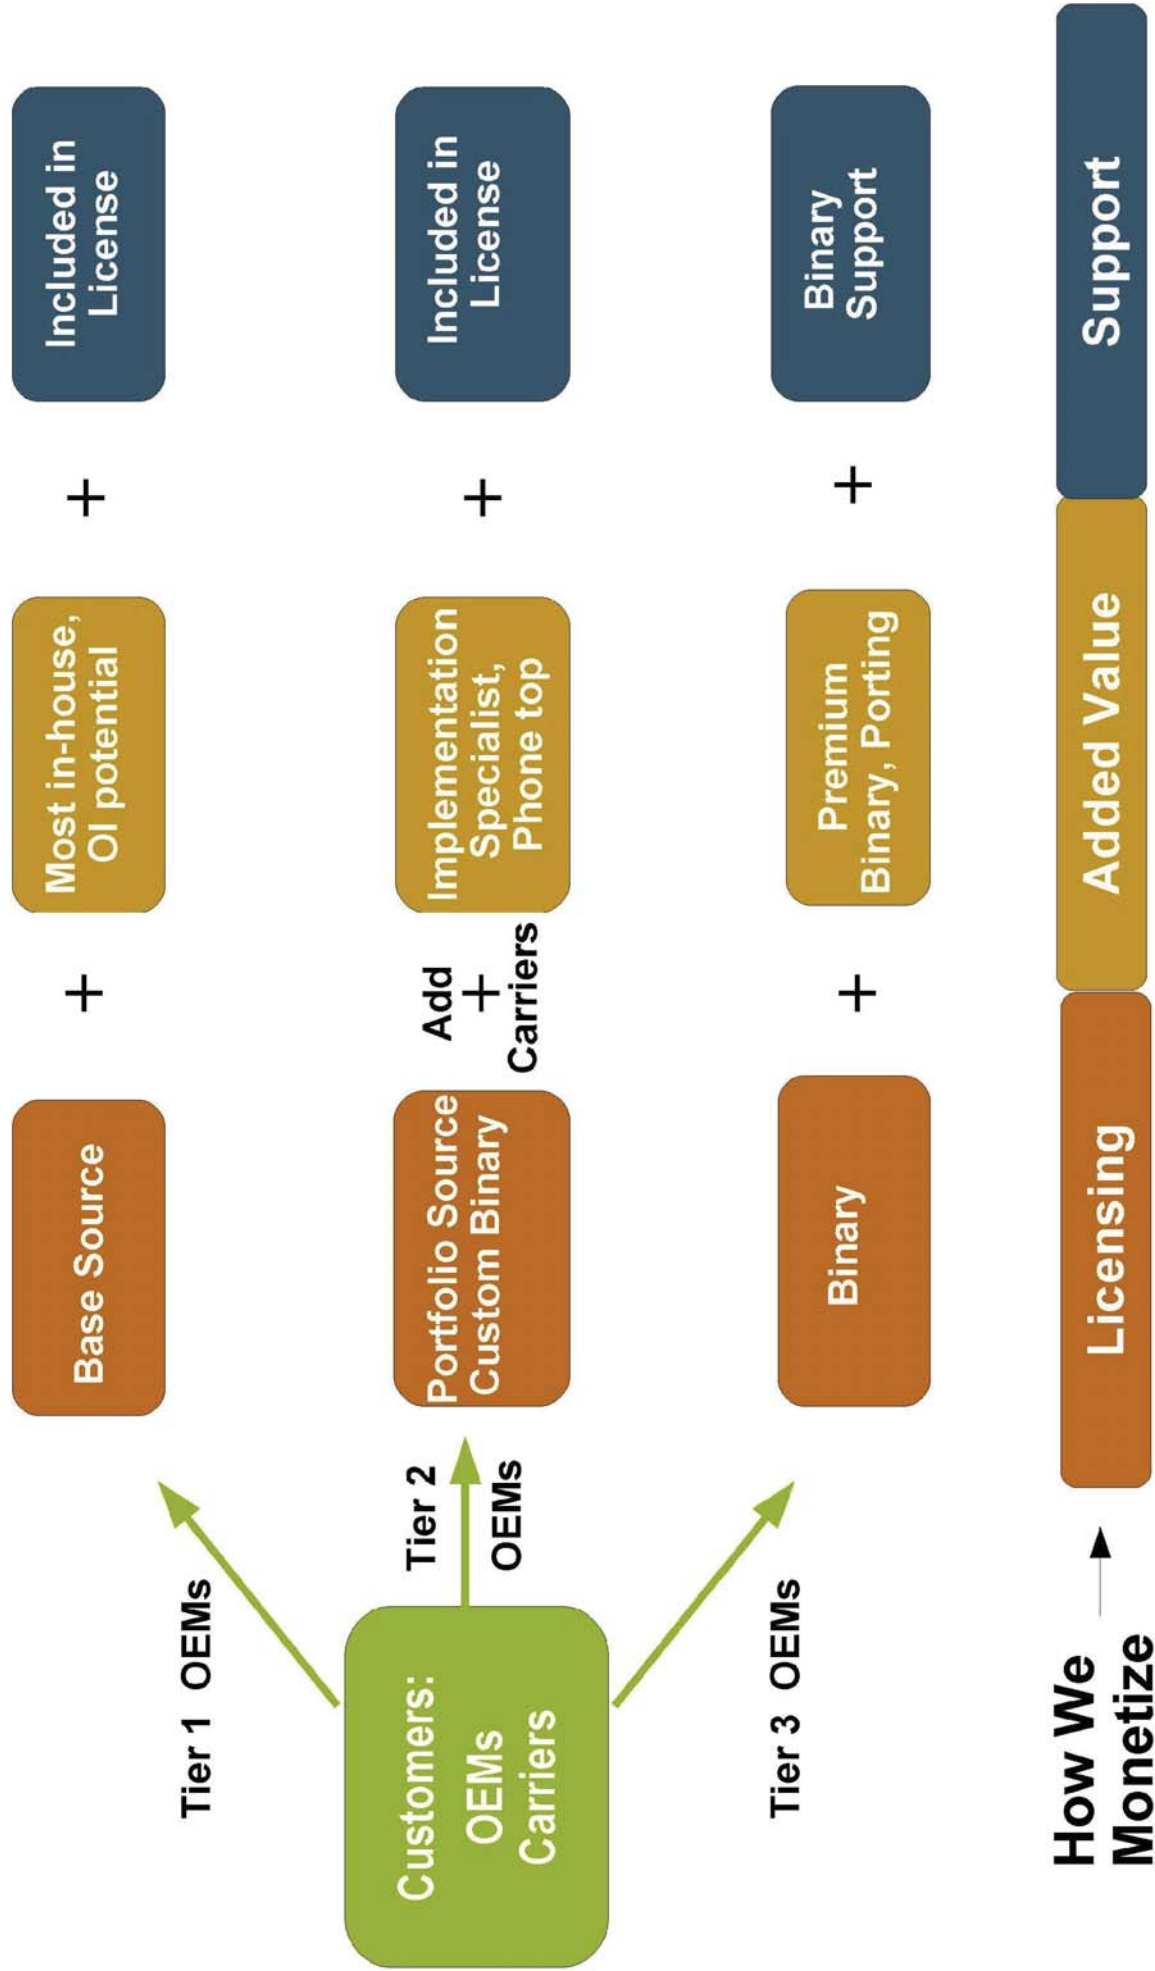 Customers:
OEMs
Carriers
Tier 1 OEMs
Base Source
+
Most in-house,
OI potential
+
Included in
License
Tier 2
OEMs
Portfolio Source
Custom Binary
Add
+
Carriers
Implementation
Specialist,
Phone top
+
Included in
License
Tier 3 OEMs
Binary
+
Premium
Binary, Porting
+
Binary
Support
How We
Monetize
Licensing
Added Value
Support